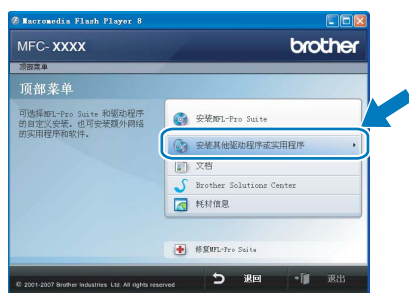 Macromedia Flash Player 8
MFC- XXXX
brother
顶部菜单
顶部菜单
可选择MFL-Pro Suite 和驱动程序
的自定义安装。也可安装额外网络
的实用程序和软件。
安装MFL-Pro Suite
安装其他驱动程序或实用程序
文档
Brother Solutions Center
耗材信息
修复MFL-Pro Suite
© 2001-2007 Brother Industries Ltd. All rights reserved
退回
退出